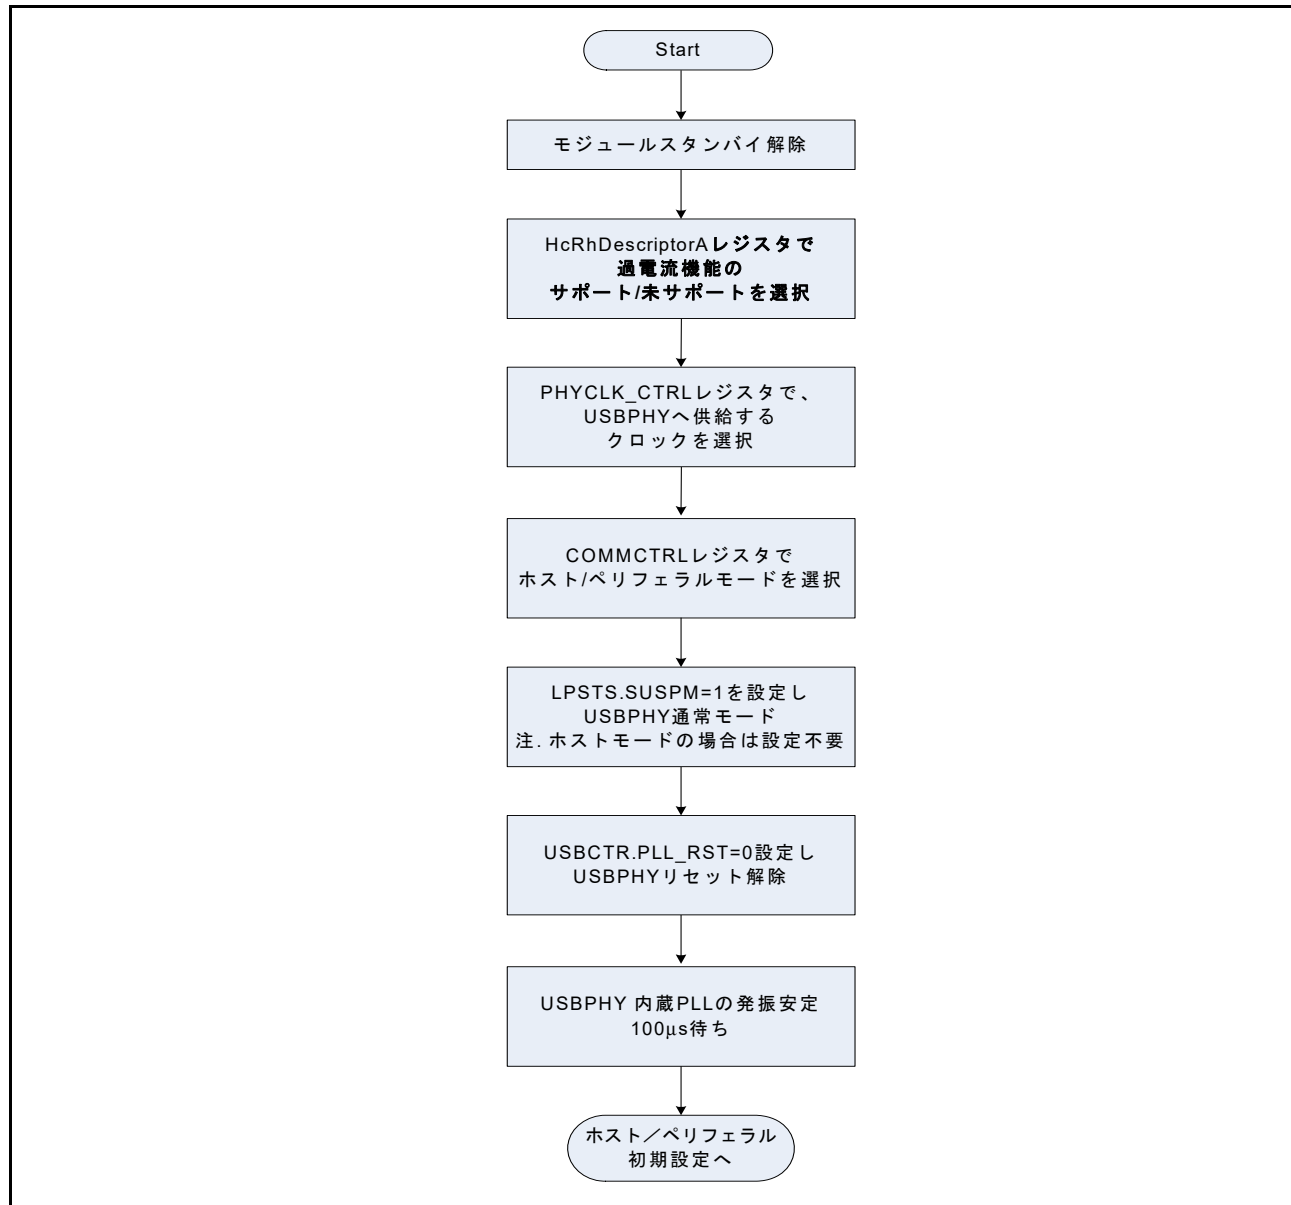 Start
モジュールスタンバイ解除
HcRhDescriptorAレジスタで
過電流機能の
サポート/未サポートを選択
PHYCLK_CTRLレジスタで、
USBPHYへ供給する
クロックを選択
COMMCTRLレジスタで
ホスト/ペリフェラルモードを選択
LPSTS.SUSPM=1を設定し
USBPHY通常モード
注. ホストモードの場合は設定不要
USBCTR.PLL_RST=0設定し
USBPHYリセット解除
USBPHY 内蔵PLLの発振安定
100μs待ち
ホスト／ペリフェラル
初期設定へ